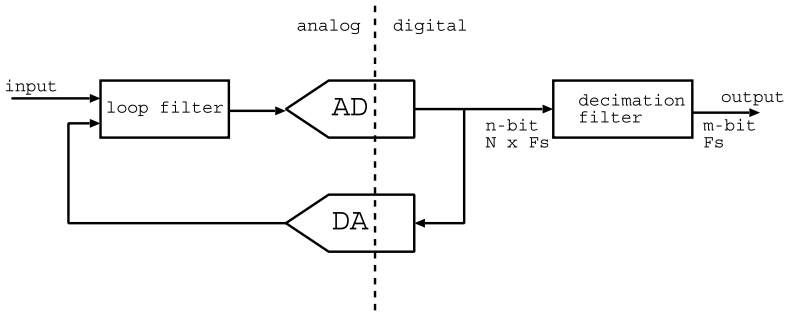 analog
digital
input
loop filter
AD
n-bit
N x Fs
decimation
filter
output
m-bit
Fs
DA